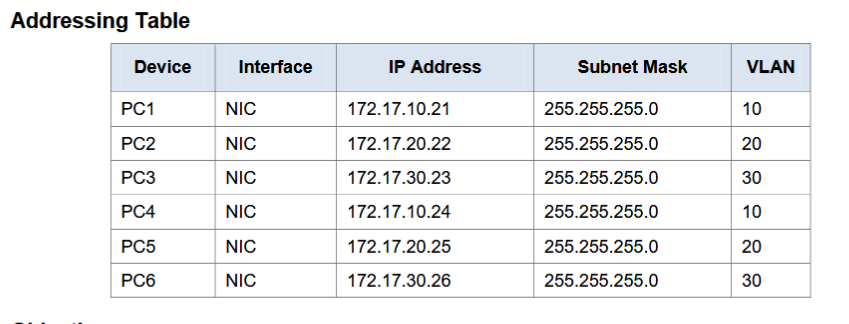 Addressing Table
Device Interface IP Address Subnet Mask VLAN
PC1 NIC 172.17.10.21 255.255.255.0 10
PC2 NIC 172.17.20.22 255.255.255.0 20
PC3 NIC 172.17.30.23 255.255.255.0 30
PC4 NIC 172.17.10.24 255.255.255.0 10
PC5 NIC 172.17.20.25 255.255.255.0 20
PC6 NIC 172.17.30.26 255.255.255.0 30